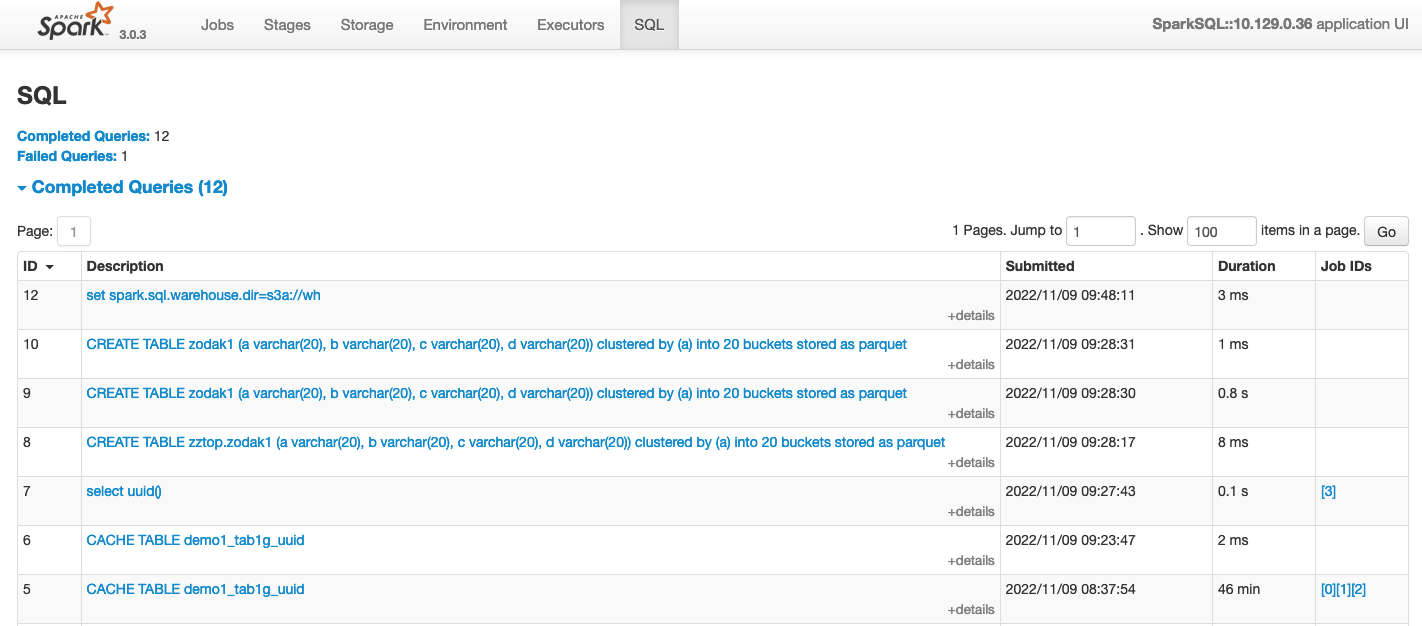 APACHE
Spark 3.0.3 Jobs Stages Storage Environment Executors SQL SparkSQL::10.129.0.36 application UI
SQL
Completed Queries: 12
Failed Queries: 1
Completed Queries (12)
Page: 1 1 Pages. Jump to 1 . Show 100 items in a page. Go
ID Description Submitted Duration Job IDs
12 set spark.sql.warehouse.dir=s3a://wh 2022/11/09 09:48:11 3 ms
+details
10 CREATE TABLE zodak1 (a varchar(20), b varchar(20), c varchar(20), d varchar(20)) clustered by (a) into 20 buckets stored as parquet 2022/11/09 09:28:31 1 ms
+details
9 CREATE TABLE zodak1 (a varchar(20), b varchar(20), c varchar(20), d varchar(20)) clustered by (a) into 20 buckets stored as parquet 2022/11/09 09:28:30 0.8 s
+details
8 CREATE TABLE zztop.zodak1 (a varchar(20), b varchar(20), c varchar(20), d varchar(20)) clustered by (a) into 20 buckets stored as parquet 2022/11/09 09:28:17 8 ms
+details
7 select uuid() 2022/11/09 09:27:43 0.1 s [3]
+details
6 CACHE TABLE demo1_tab1g_uuid 2022/11/09 09:23:47 2 ms
+details
5 CACHE TABLE demo1_tab1g_uuid 2022/11/09 08:37:54 46 min [0][1][2]
+details